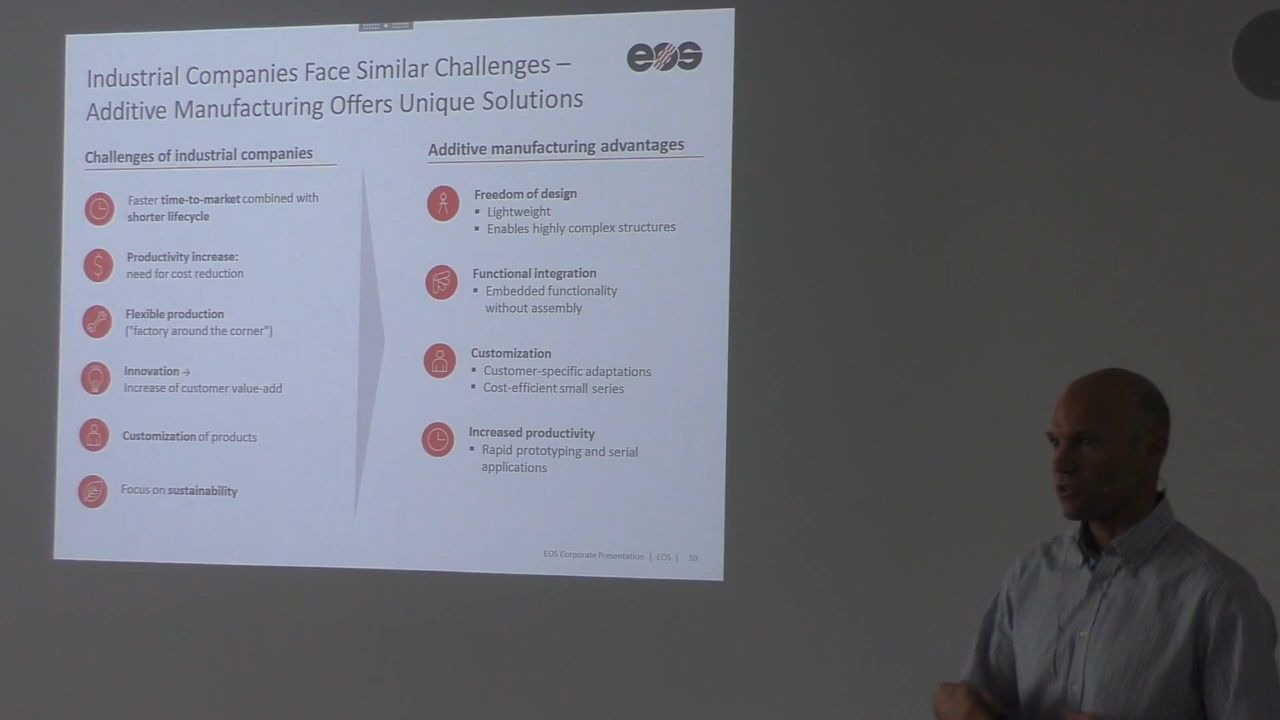 Industrial Companies Face Similar Challenges –
Additive Manufacturing Offers Unique Solutions
eos
Challenges of industrial companies
Faster time-to-market combined with
shorter lifecycle
Productivity increase:
need for cost reduction
Flexible production
("factory around the corner")
Innovation →
Increase of customer value-add
Customization of products
Focus on sustainability
Additive manufacturing advantages
Freedom of design
▪ Lightweight
▪ Enables highly complex structures
Functional integration
▪ Embedded functionality
without assembly
Customization
▪ Customer-specific adaptations
▪ Cost-efficient small series
Increased productivity
▪ Rapid prototyping and serial
applications
EOS Corporate Presentation | EOS | 10